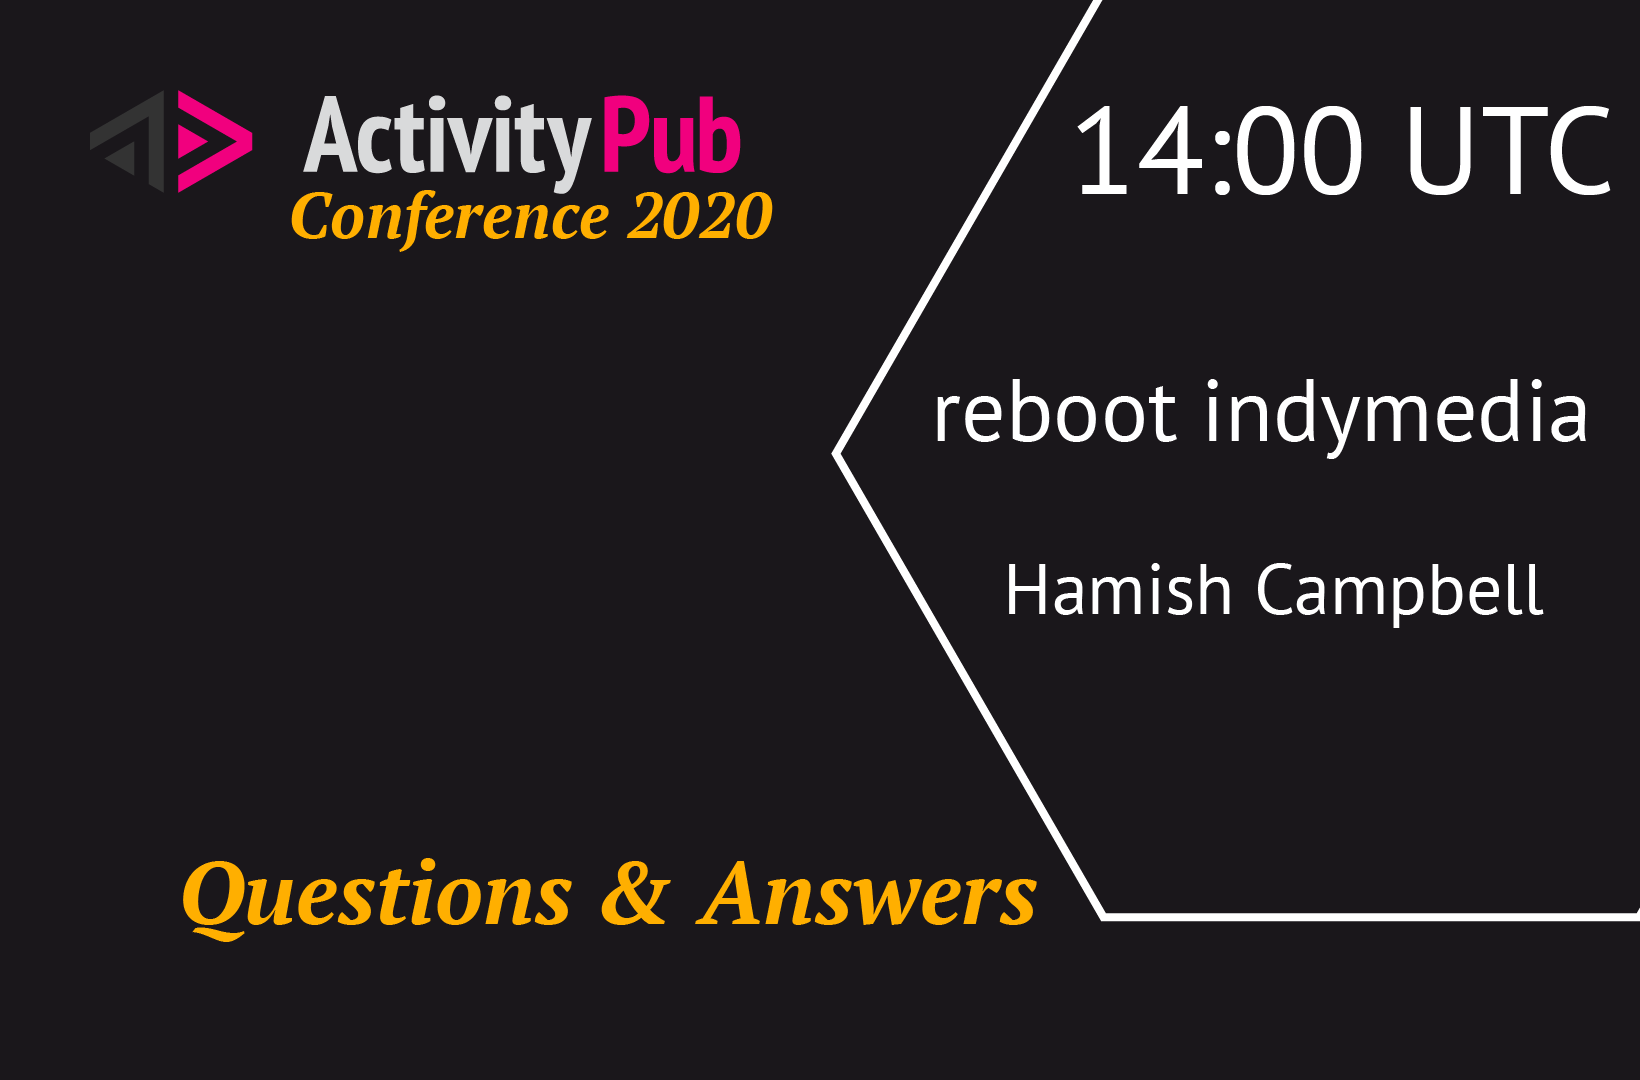 ActivityPub
Conference 2020
14:00 UTC
reboot indymedia
Hamish Campbell
Questions & Answers